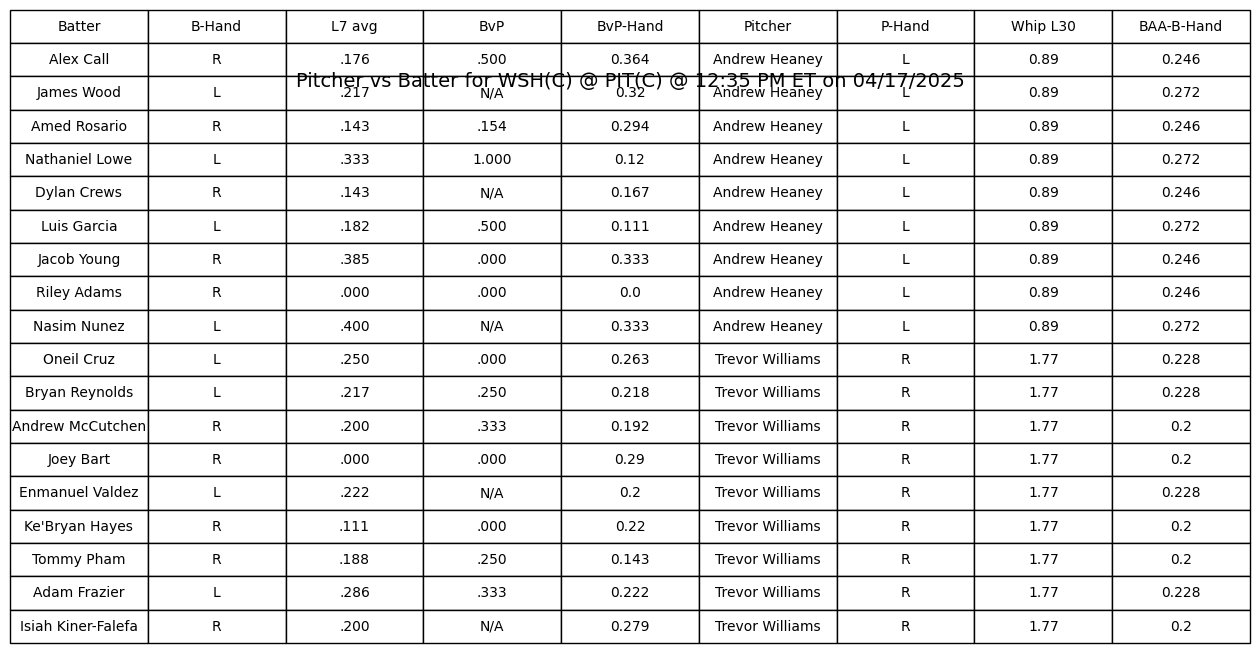 Batter B-Hand L7 avg BvP BvP-Hand Pitcher P-Hand Whip L30 BAA-B-Hand
Alex Call R .176 .500 0.364 Andrew Heaney L 0.89 0.246
Pitcher vs Batter for WSH(C) @ PIT(C) @ 12:35 PM ET on 04/17/2025
James Wood L .217 N/A 0.32 Andrew Heaney L 0.89 0.272
Amed Rosario R .143 .154 0.294 Andrew Heaney L 0.89 0.246
Nathaniel Lowe L .333 1.000 0.12 Andrew Heaney L 0.89 0.272
Dylan Crews R .143 N/A 0.167 Andrew Heaney L 0.89 0.246
Luis Garcia L .182 .500 0.111 Andrew Heaney L 0.89 0.272
Jacob Young R .385 .000 0.333 Andrew Heaney L 0.89 0.246
Riley Adams R .000 .000 0.0 Andrew Heaney L 0.89 0.246
Nasim Nunez L .400 N/A 0.333 Andrew Heaney L 0.89 0.272
Oneil Cruz L .250 .000 0.263 Trevor Williams R 1.77 0.228
Bryan Reynolds L .217 .250 0.218 Trevor Williams R 1.77 0.228
Andrew McCutchen R .200 .333 0.192 Trevor Williams R 1.77 0.2
Joey Bart R .000 .000 0.29 Trevor Williams R 1.77 0.2
Enmanuel Valdez L .222 N/A 0.2 Trevor Williams R 1.77 0.228
Ke'Bryan Hayes R .111 .000 0.22 Trevor Williams R 1.77 0.2
Tommy Pham R .188 .250 0.143 Trevor Williams R 1.77 0.2
Adam Frazier L .286 .333 0.222 Trevor Williams R 1.77 0.228
Isiah Kiner-Falefa R .200 N/A 0.279 Trevor Williams R 1.77 0.2